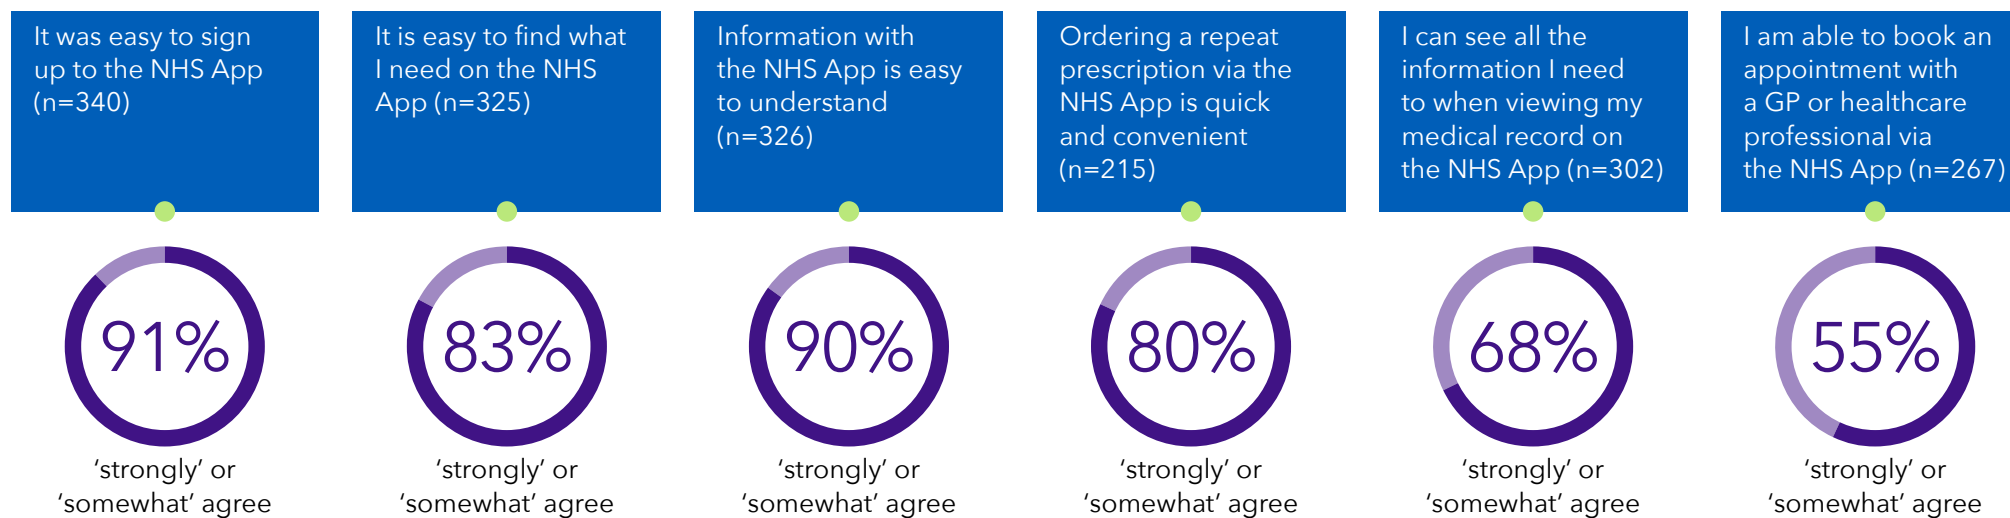 It was easy to sign
up to the NHS App
(n=340)
It is easy to find what
I need on the NHS
App (n=325)
Information with
the NHS App is easy
to understand
(n=326)
Ordering a repeat
prescription via the
NHS App is quick
and convenient
(n=215)
I can see all the
information I need
to when viewing my
medical record on
the NHS App (n=302)
I am able to book an
appointment with
a GP or healthcare
professional via
the NHS App (n=267)
91%
83%
90%
80%
68%
55%
‘strongly’ or
‘somewhat’ agree
‘strongly’ or
‘somewhat’ agree
‘strongly’ or
‘somewhat’ agree
‘strongly’ or
‘somewhat’ agree
‘strongly’ or
‘somewhat’ agree
‘strongly’ or
‘somewhat’ agree